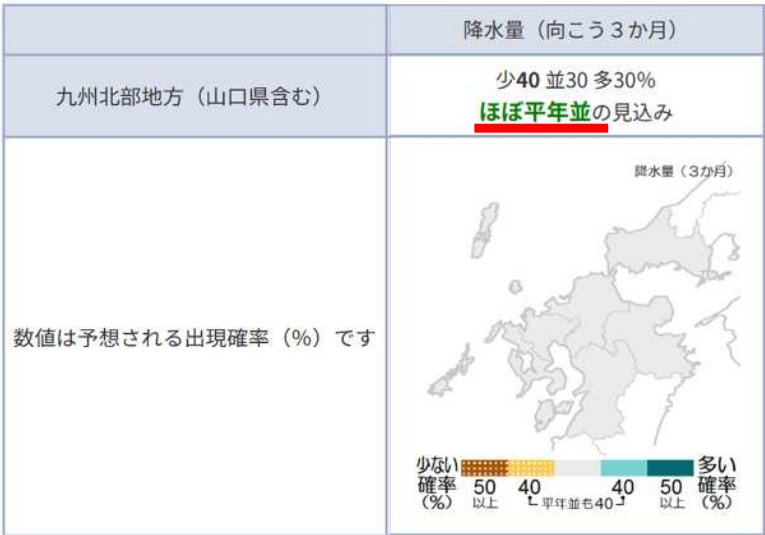 降水量（向こう３か月）
九州北部地方（山口県含む）
少40 並30 多30%
ほぼ平年並の見込み
数値は予想される出現確率（%）です
降水量（３か月）
少ない 多い
確率 50 40 40 50 確率
（%） 以上 平年並も40 以上 （%）